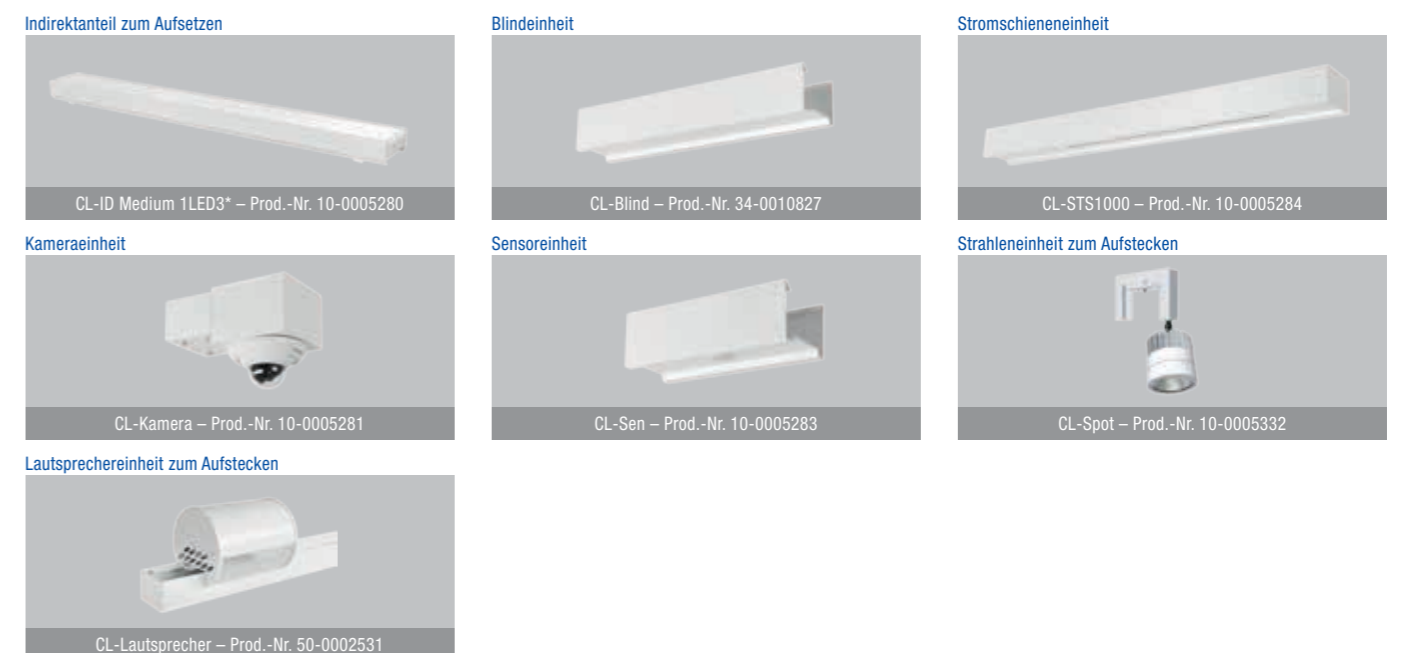 Indirektanteil zum Aufsetzen
CL-ID Medium 1LED3* – Prod.-Nr. 10-0005280
Blindeinheit
CL-Blind – Prod.-Nr. 34-0010827
Stromschieneneinheit
CL-STS1000 – Prod.-Nr. 10-0005284
Kameraeinheit
CL-Kamera – Prod.-Nr. 10-0005281
Sensoreinheit
CL-Sen – Prod.-Nr. 10-0005283
Strahleneinheit zum Aufstecken
CL-Spot – Prod.-Nr. 10-0005332
Lautsprechereinheit zum Aufstecken
CL-Lautsprecher – Prod.-Nr. 50-0002531